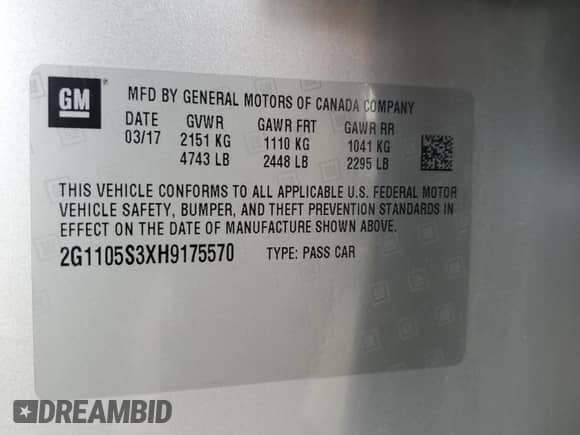 GM
MFD BY GENERAL MOTORS OF CANADA COMPANY
DATE GVWR GAWR FRT GAWR RR
03/17 2151 KG 1110 KG 1041 KG
4743 LB 2448 LB 2295 LB
THIS VEHICLE CONFORMS TO ALL APPLICABLE U.S. FEDERAL MOTOR
VEHICLE SAFETY, BUMPER, AND THEFT PREVENTION STANDARDS IN
EFFECT ON THE DATE OF MANUFACTURE SHOWN ABOVE.
2G1105S3XH9175570 TYPE: PASS CAR
DREAMBID